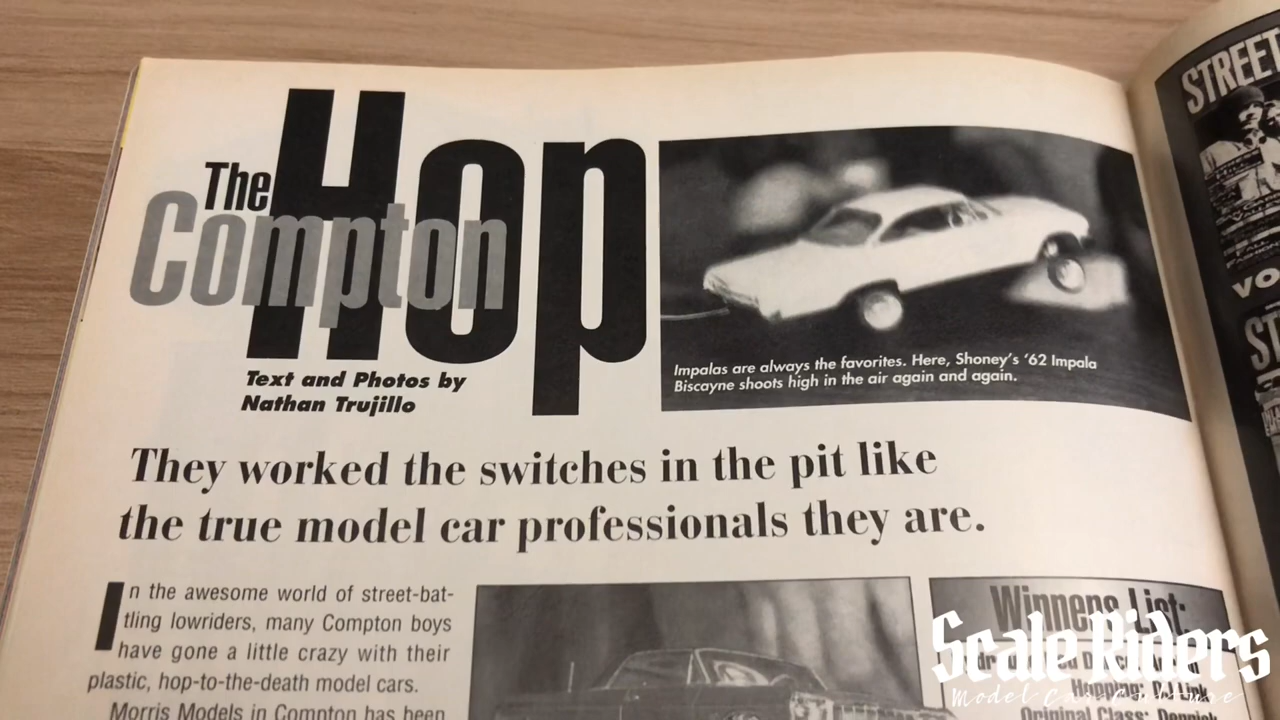 The
Hop
Compton
Text and Photos by
Nathan Trujillo
Impalas are always the favorites. Here, Shoney's '62 Impala
Biscayne shoots high in the air again and again.
They worked the switches in the pit like
the true model car professionals they are.
In the awesome world of street-bat-
tling lowriders, many Compton boys
have gone a little crazy with their
plastic, hop-to-the-death model cars.
Morris Models in Compton has been
Winners List:
Hopping:
Original Class:
Scale Riders
Model Car Culture
STREET